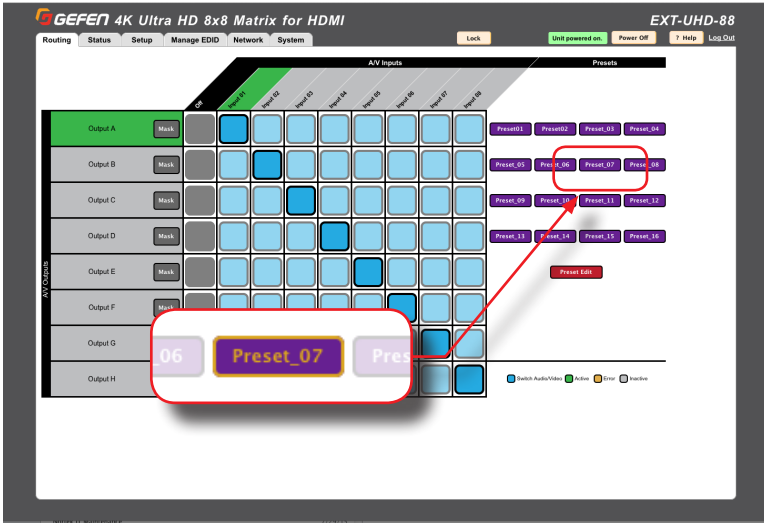 GEFEN 4K Ultra HD 8x8 Matrix for HDMI
EXT-UHD-88
Routing Status Setup Manage EDID Network System
Lock
Unit powered on. Power Off ? Help Log Out
A/V Inputs
Presets
Off Input 01 Input 02 Input 03 Input 04 Input 05 Input 06 Input 07 Input 08
A/V Outputs
Output A Mask
Preset01 Preset02 Preset_03 Preset_04
Output B Mask
Preset_05 Preset_06 Preset_07 Preset_08
Output C Mask
Preset_09 Preset_10 Preset_11 Preset_12
Output D Mask
Preset_13 Preset_14 Preset_15 Preset_16
Output E Mask
Preset Edit
Output F Mask
Output G
_06 Preset_07 Pres
Output H
Switch Audio/Video Active Error Inactive